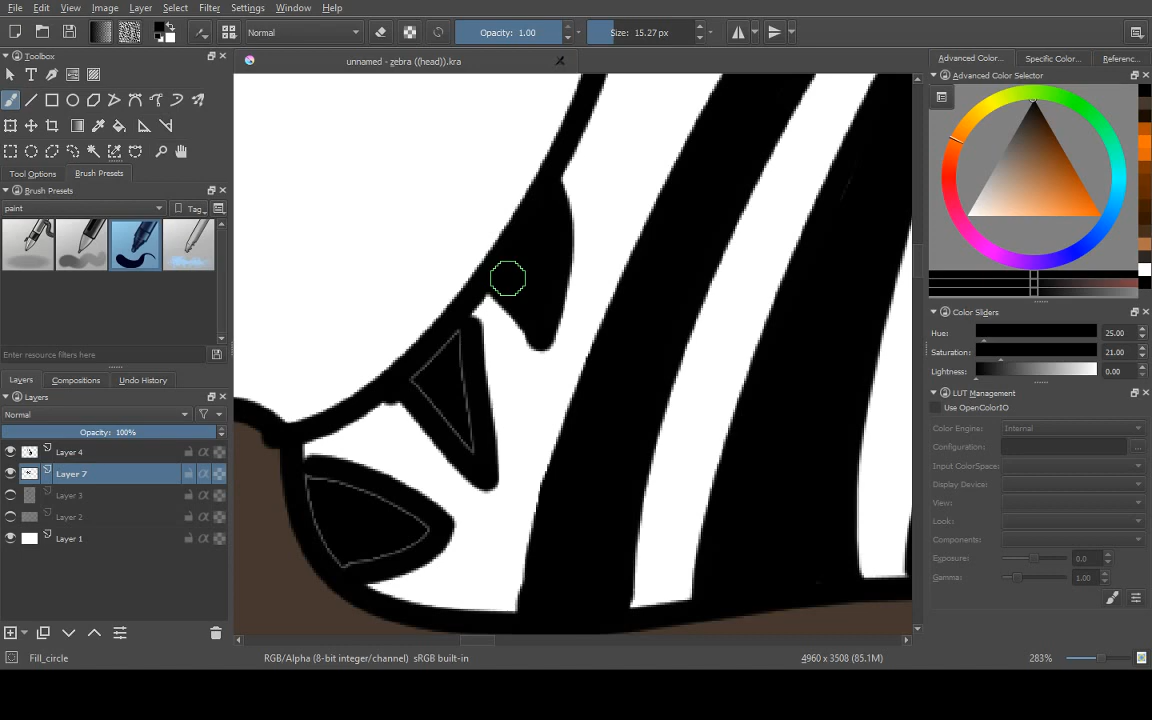 File Edit View Image Layer Select Filter Settings Window Help
Normal Opacity: 1.00 Size: 15.27 px
Toolbox
unnamed - zebra ((head)).kra
Advanced Color... Specific Color... Referenc...
Advanced Color Selector
Tool Options Brush Presets
Brush Presets
paint Tag
Enter resource filters here
Layers Compositions Undo History
Layers
Normal
Opacity: 100%
Layer 4
Layer 7
Layer 3
Layer 2
Layer 1
Color Sliders
Hue: 25.00
Saturation: 21.00
Lightness: 0.00
LUT Management
Use OpenColorIO
Color Engine: Internal
Configuration: ...
Input ColorSpace:
Display Device:
View:
Look:
Components:
Exposure: 0.0
Gamma: 1.00
Fill_circle RGB/Alpha (8-bit integer/channel) sRGB built-in 4960 x 3508 (85.1M) 283%